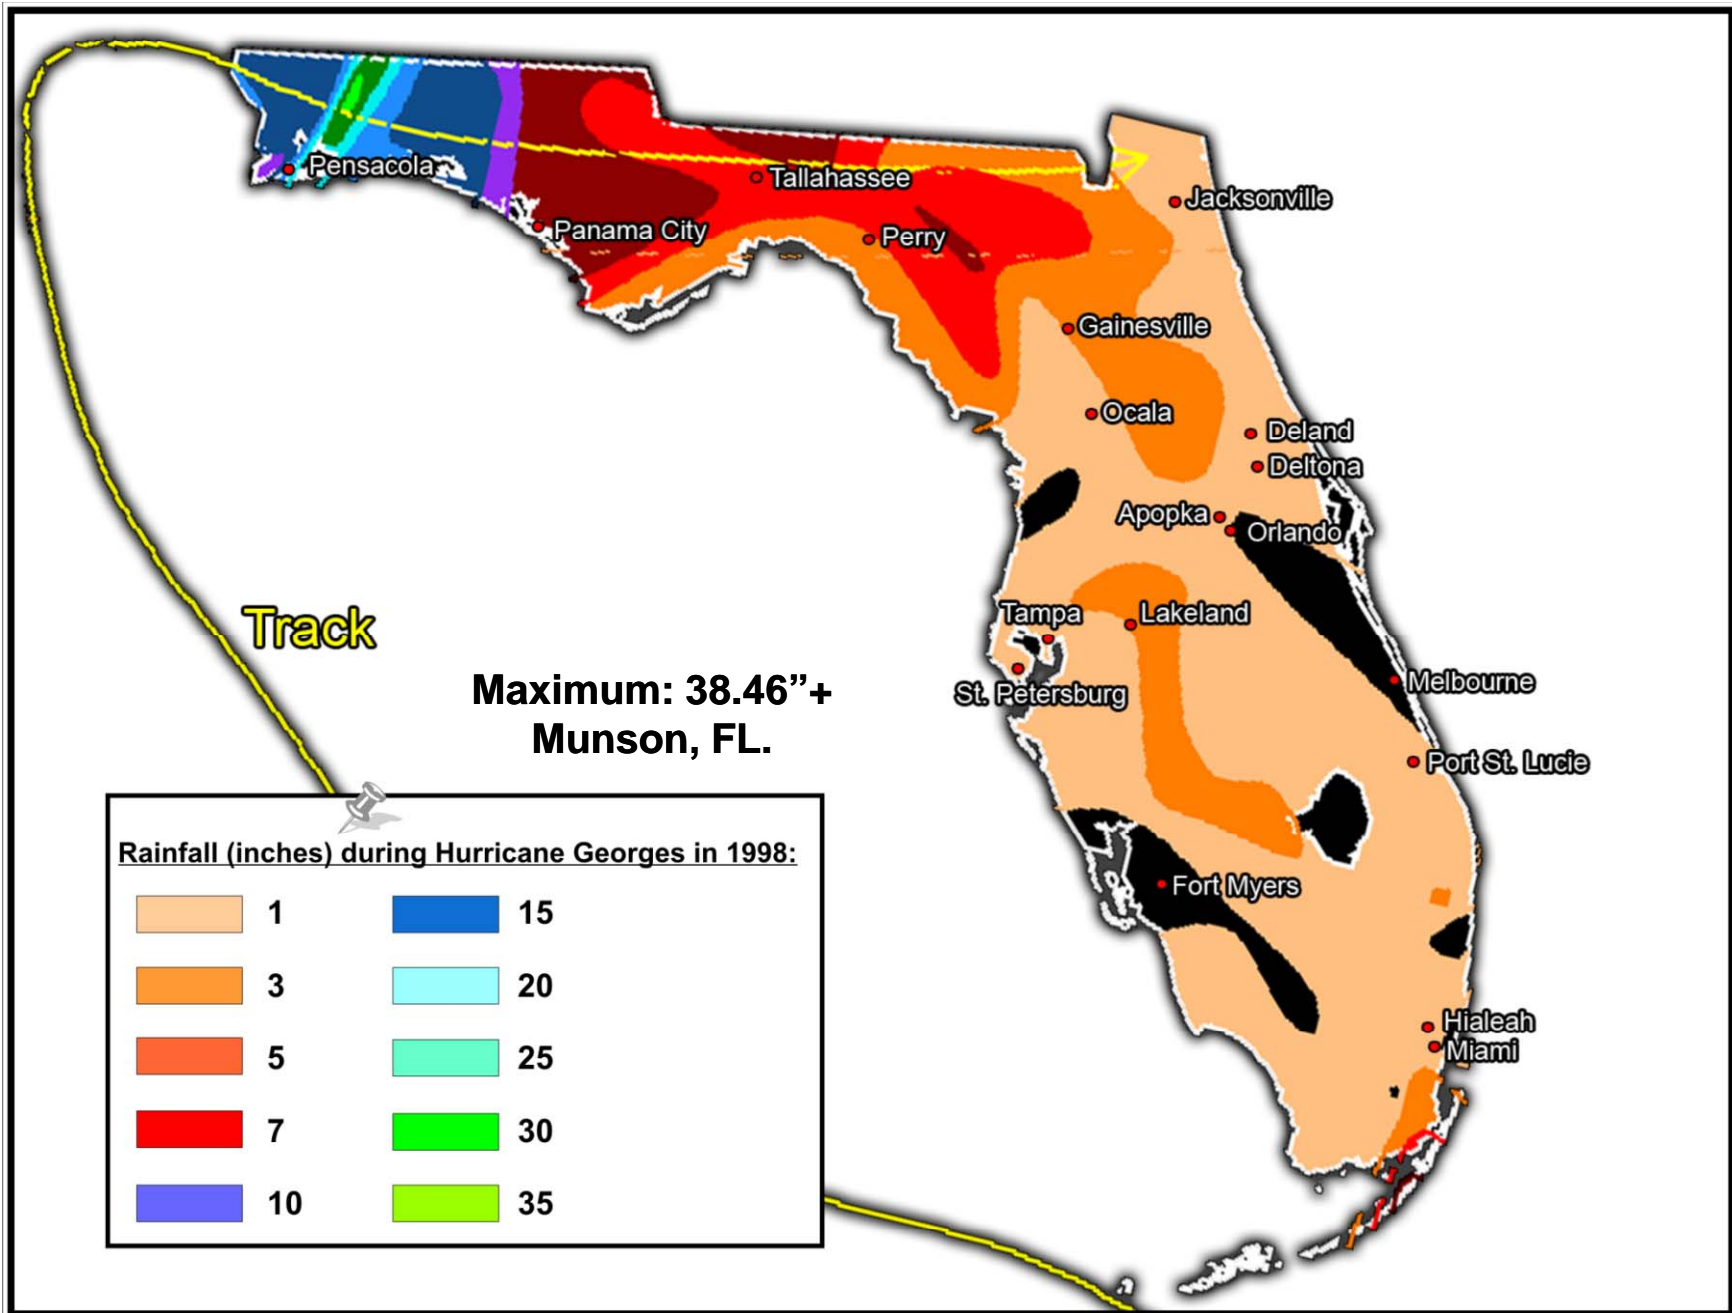 Pensacola
Tallahassee
Jacksonville
Panama City
Perry
Gainesville
Ocala
Deland
Deltona
Apopka
Orlando
Track
Tampa
Lakeland
Maximum: 38.46”+
Munson, FL.
St. Petersburg
Melbourne
Port St. Lucie
Rainfall (inches) during Hurricane Georges in 1998:
Fort Myers
1
15
3
20
5
25
7
30
10
35
Hialeah
Miami